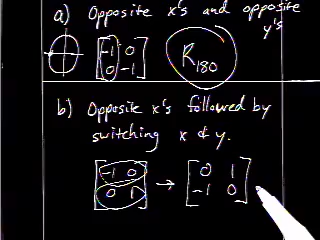 a) Opposite x's and opposite y's
[-1 0
0 -1] R180
b) Opposite x's followed by
switching x & y.
[-1 0
0 1] → [0 1
-1 0]